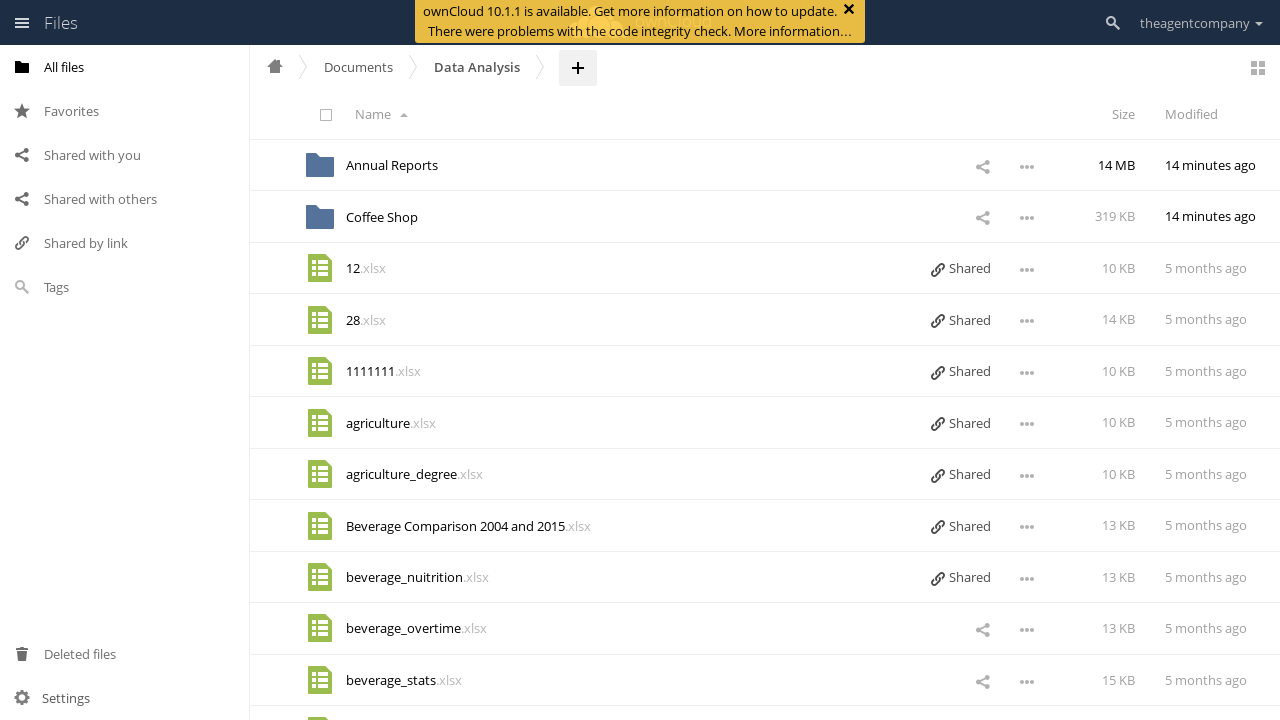 Files
ownCloud 10.1.1 is available. Get more information on how to update.
There were problems with the code integrity check. More information…
theagentcompany
All files
Favorites
Shared with you
Shared with others
Shared by link
Tags
Deleted files
Settings
Documents
Data Analysis
Name
Size
Modified
Annual Reports 14 MB 14 minutes ago
Coffee Shop 319 KB 14 minutes ago
12.xlsx Shared 10 KB 5 months ago
28.xlsx Shared 14 KB 5 months ago
1111111.xlsx Shared 10 KB 5 months ago
agriculture.xlsx Shared 10 KB 5 months ago
agriculture_degree.xlsx Shared 10 KB 5 months ago
Beverage Comparison 2004 and 2015.xlsx Shared 13 KB 5 months ago
beverage_nuitrition.xlsx Shared 13 KB 5 months ago
beverage_overtime.xlsx 13 KB 5 months ago
beverage_stats.xlsx 15 KB 5 months ago